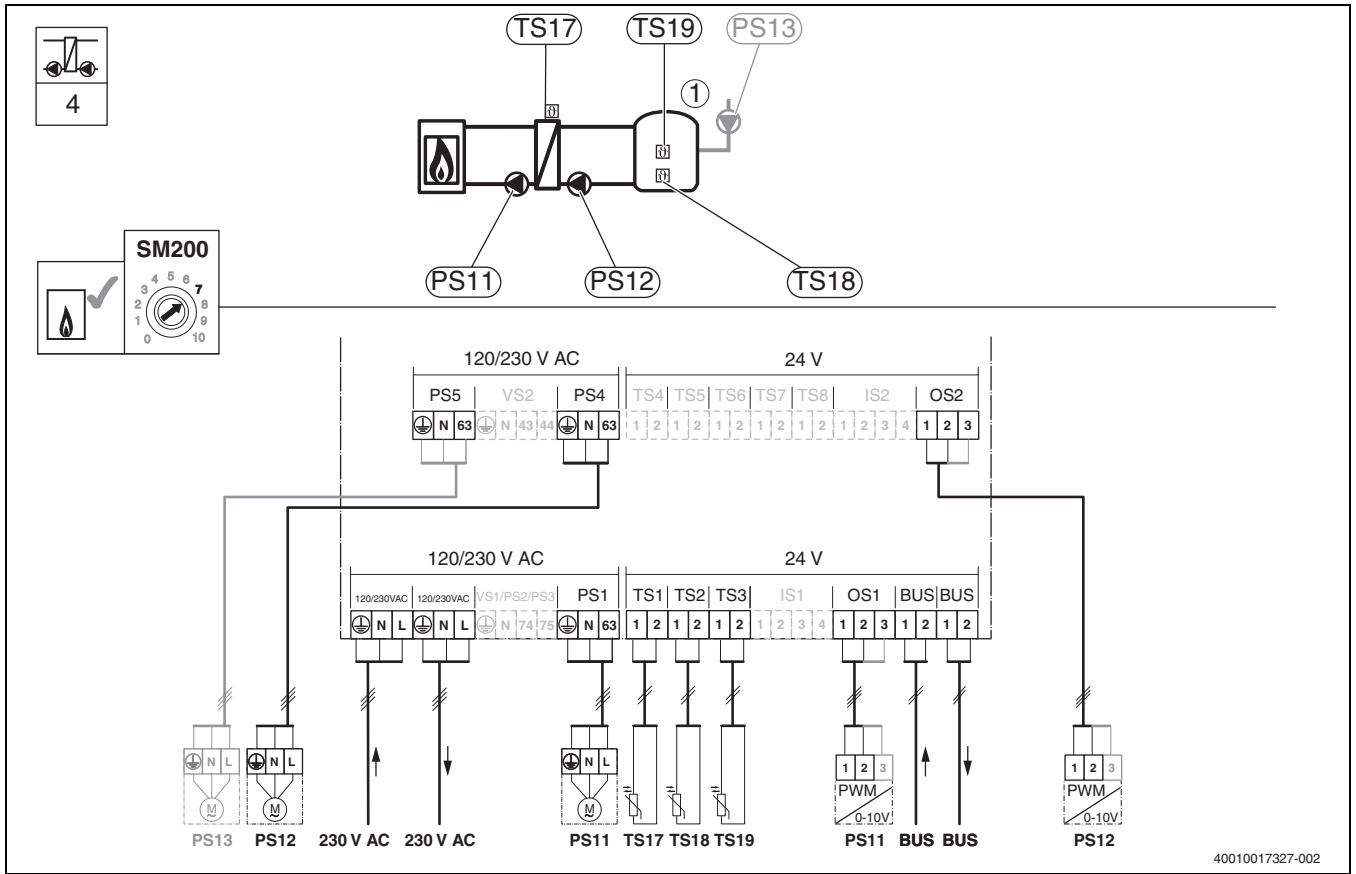 TS17 TS19 PS13
4
1
PS11 PS12 TS18
SM200
0 1 2 3 4 5 6 7 8 9 10
120/230 V AC 24 V
PS5 VS2 PS4 TS4 TS5 TS6 TS7 TS8 IS2 OS2
N 63 N 43 44 N 63 1 2 1 2 1 2 1 2 1 2 1 2 3 4 1 2 3
120/230 V AC 24 V
120/230VAC 120/230VAC VS1/PS2/PS3 PS1 TS1 TS2 TS3 IS1 OS1 BUS BUS
N L N L N 74 75 N 63 1 2 1 2 1 2 1 2 3 4 1 2 3 1 2 1 2
N L N L N L 1 2 3 1 2 3
M M M PWM PWM
~ ~ ~ 0-10V 0-10V
PS13 PS12 230 V AC 230 V AC PS11 TS17 TS18 TS19 PS11 BUS BUS PS12
40010017327-002